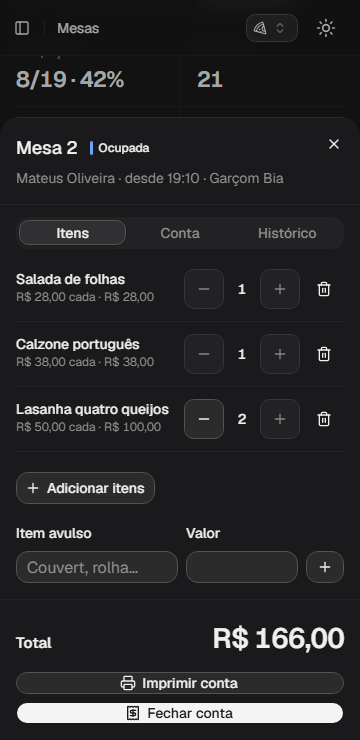 Mesas
8/19 · 42%
21
Mesa 2
Ocupada
Mateus Oliveira · desde 19:10 · Garçom Bia
Itens
Conta
Histórico
Salada de folhas
R$ 28,00 cada · R$ 28,00
1
Calzone português
R$ 38,00 cada · R$ 38,00
1
Lasanha quatro queijos
R$ 50,00 cada · R$ 100,00
2
Adicionar itens
Item avulso
Valor
Couvert, rolha...
Total
R$ 166,00
Imprimir conta
Fechar conta